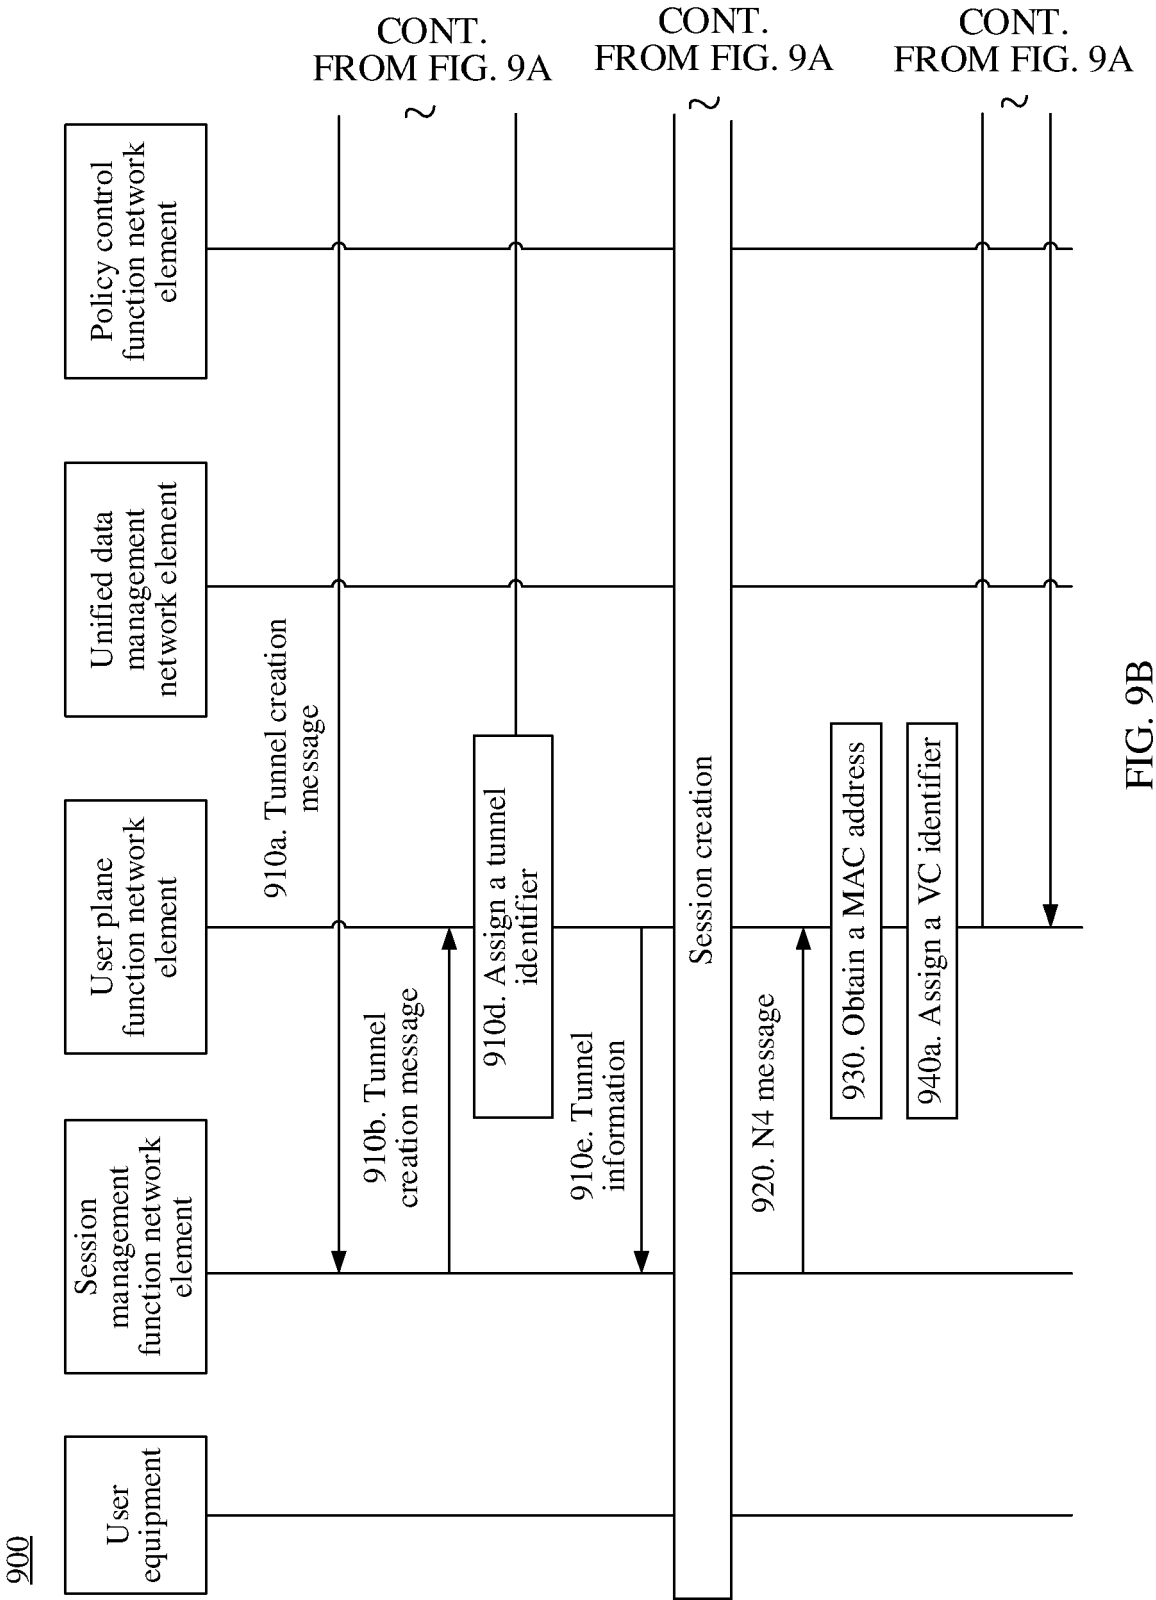 900
User
equipment
Session
management
function network
element
User plane
function network
element
Unified data
management
network element
Policy control
function network
element
CONT.
FROM FIG. 9A
910a. Tunnel creation
message
910b. Tunnel
creation message
910d. Assign a tunnel
identifier
910e. Tunnel
information
CONT.
FROM FIG. 9A
Session creation
920. N4 message
930. Obtain a MAC address
940a. Assign a VC identifier
CONT.
FROM FIG. 9A
FIG. 9B